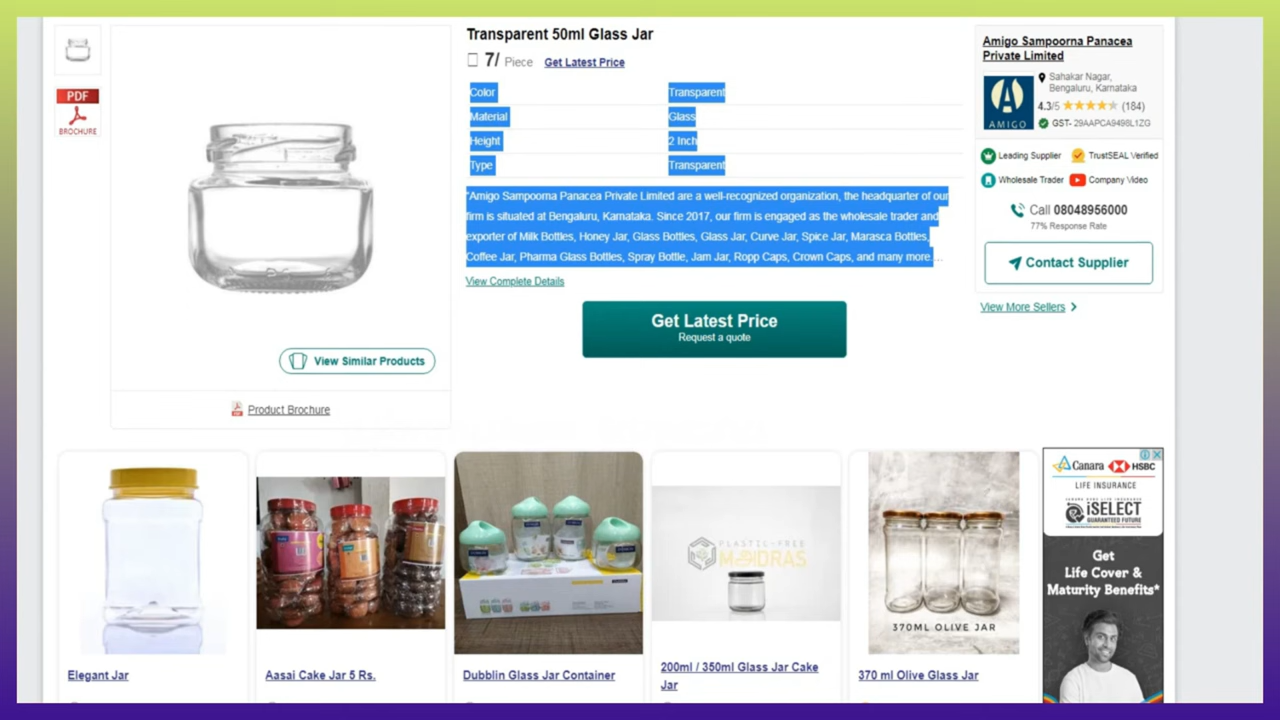 Transparent 50ml Glass Jar
7/ Piece Get Latest Price
Color Transparent
Material Glass
Height 2 Inch
Type Transparent
"Amigo Sampoorna Panacea Private Limited are a well-recognized organization, the headquarter of our
firm is situated at Bengaluru, Karnataka. Since 2017, our firm is engaged as the wholesale trader and
exporter of Milk Bottles, Honey Jar, Glass Bottles, Glass Jar, Curve Jar, Spice Jar, Marasca Bottles,
Coffee Jar, Pharma Glass Bottles, Spray Bottle, Jam Jar, Ropp Caps, Crown Caps, and many more....
View Complete Details
Get Latest Price
Request a quote
PDF
BROCHURE
View Similar Products
Product Brochure
Amigo Sampoorna Panacea
Private Limited
AMIGO
Sahakar Nagar,
Bengaluru, Karnataka
4.3/5 (184)
GST- 29AAPCA9498L1ZG
Leading Supplier TrustSEAL Verified
Wholesale Trader Company Video
Call 08048956000
77% Response Rate
Contact Supplier
View More Sellers
PLASTIC-FREE
370ML OLIVE JAR
Elegant Jar
Aasai Cake Jar 5 Rs.
Dubblin Glass Jar Container
200ml / 350ml Glass Jar Cake
Jar
370 ml Olive Glass Jar
Canara HSBC
LIFE INSURANCE
iSELECT
GUARANTEED FUTURE
Get
Life Cover &
Maturity Benefits*